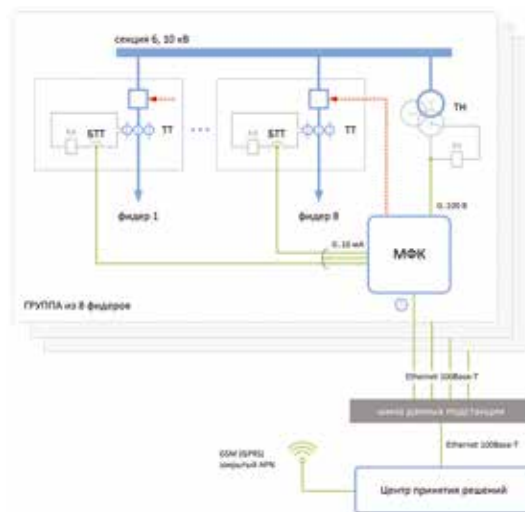 секция 6, 10 кВ
БТТ
ТТ
БТТ
ТТ
ТН
фидер 1
фидер 8
0..100 В
0..10 мА
МФК
ГРУППА из 8 фидеров
Ethernet 100Base-T
шина данных подстанции
Ethernet 100Base-T
GSM (GPRS)
закрытый APN
Центр принятия решений